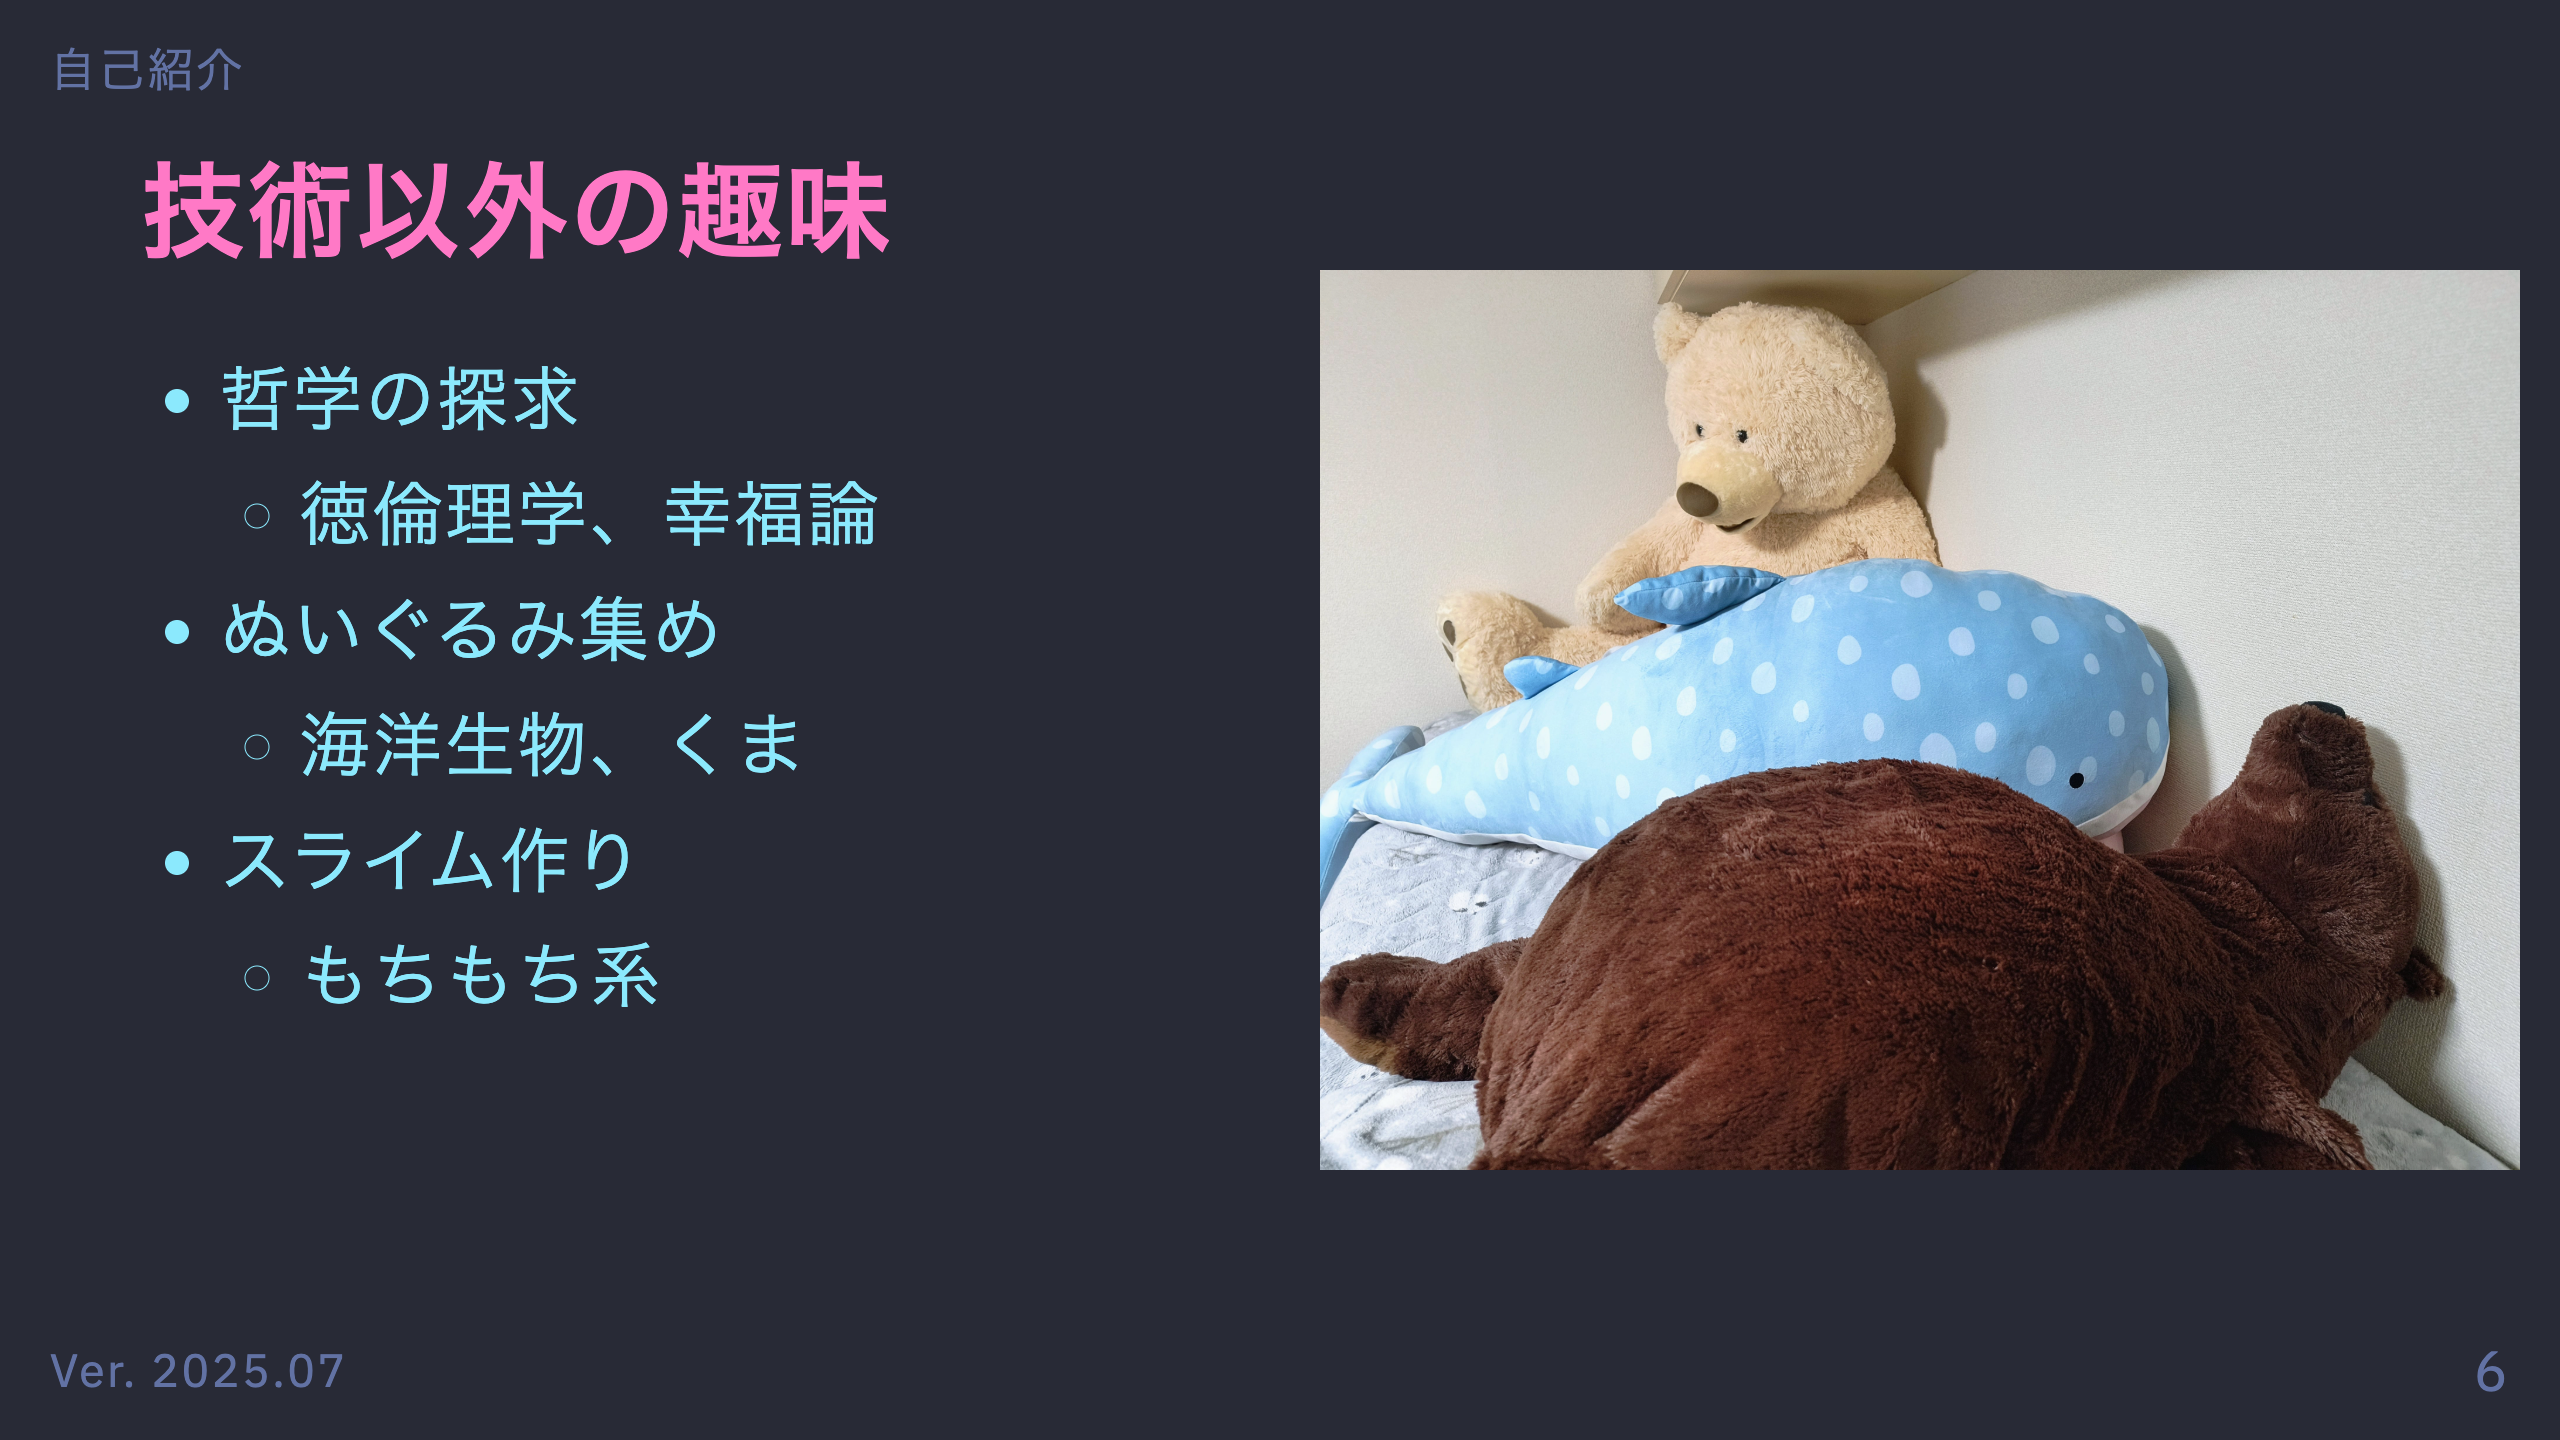 自己紹介
技術以外の趣味
• 哲学の探求
○ 徳倫理学、幸福論
• ぬいぐるみ集め
○ 海洋生物、くま
• スライム作り
○ もちもち系
Ver. 2025.07
6